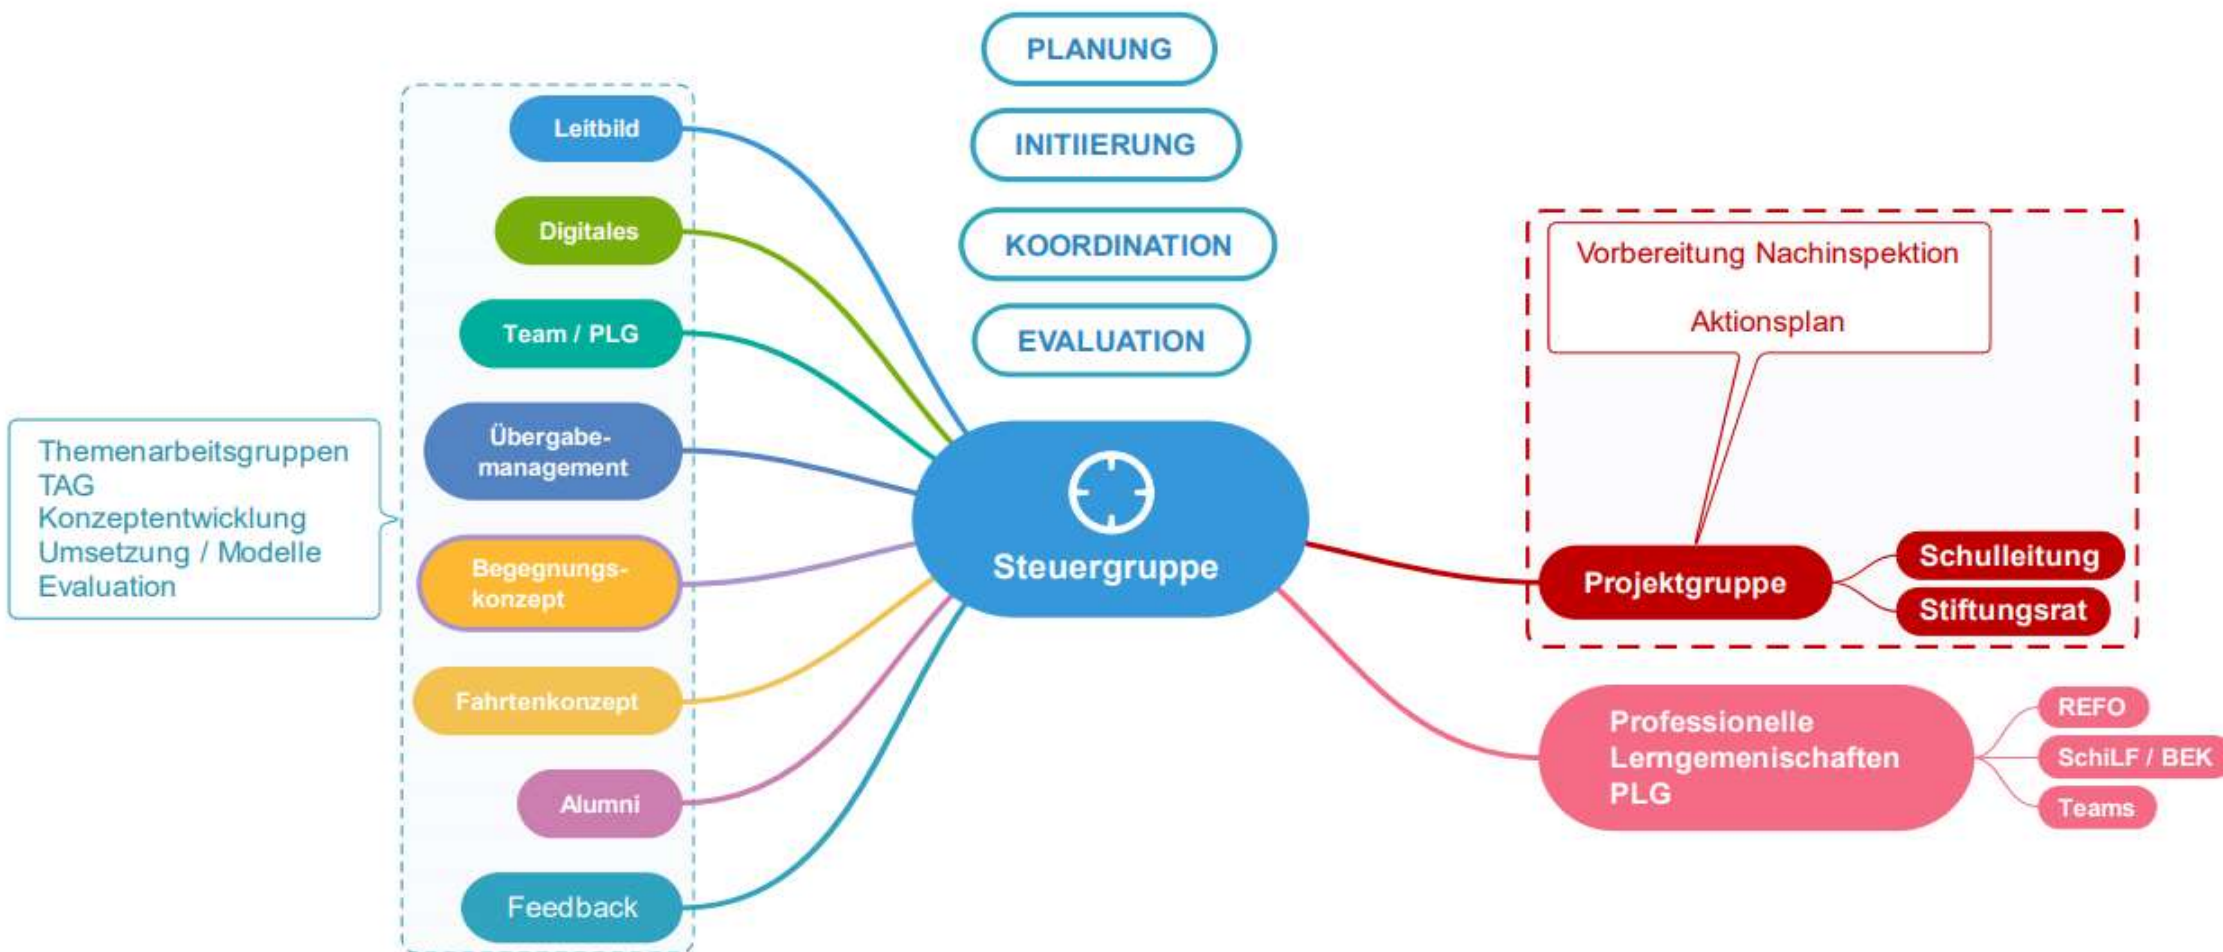 PLANUNG
INITIIERUNG
KOORDINATION
EVALUATION
Themenarbeitsgruppen
TAG
Konzeptentwicklung
Umsetzung / Modelle
Evaluation
Leitbild
Digitales
Team / PLG
Übergabe-
management
Begegnungs-
konzept
Fahrtenkonzept
Alumni
Feedback
Steuergruppe
Vorbereitung Nachinspektion
Aktionsplan
Projektgruppe
Schulleitung
Stiftungsrat
Professionelle
Lerngemenischaften
PLG
REFO
SchiLF / BEK
Teams